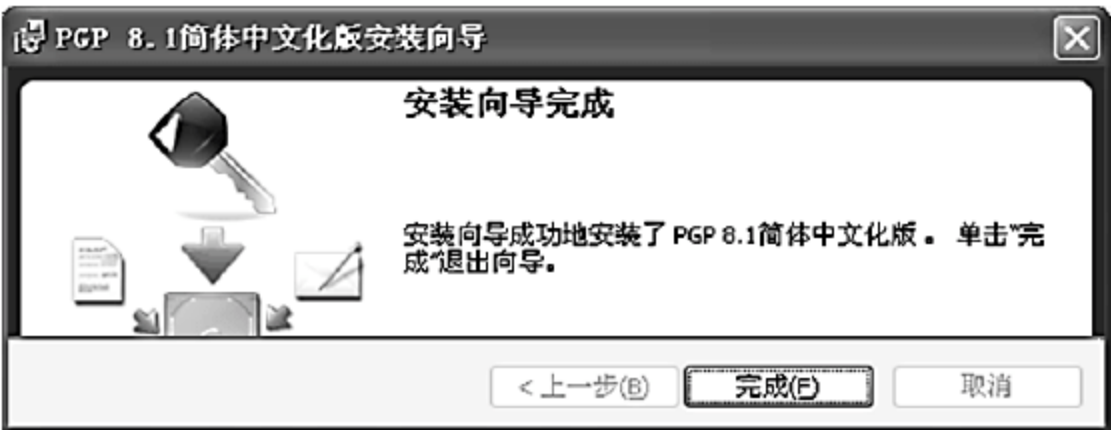 PGP 8.1简体中文化版安装向导
安装向导完成
安装向导成功地安装了 PGP 8.1简体中文化版 。 单击“完
成”退出向导。
< 上一步(B)
完成(F)
取消